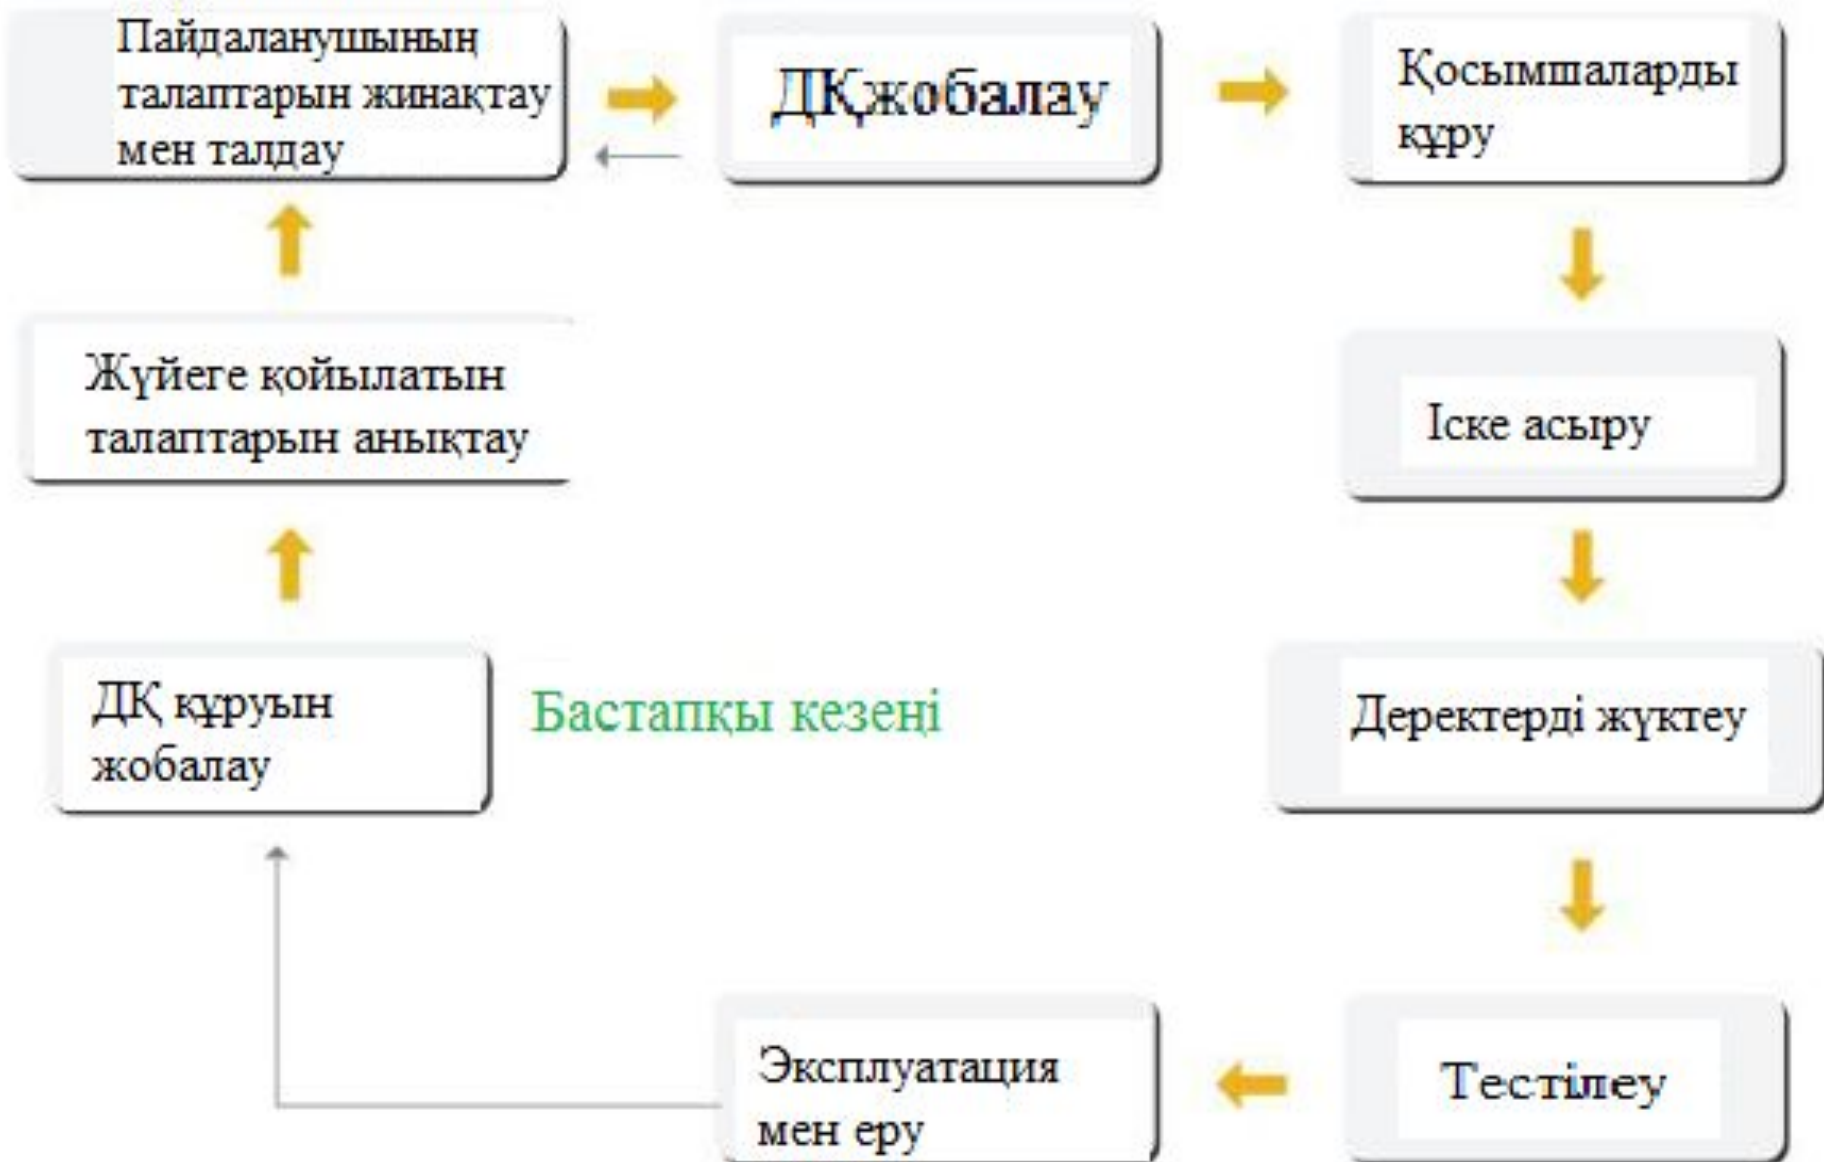 Пайдаланушының
талаптарын жинақтау
мен талдау
ДҚжобалау
Қосымшаларды
құру
Жүйеге қойылатын
талаптарын анықтау
Іске асыру
ДҚ құруын
жобалау
Бастапқы кезеңі
Деректерді жүктеу
Эксплуатация
мен еру
Тестілеу